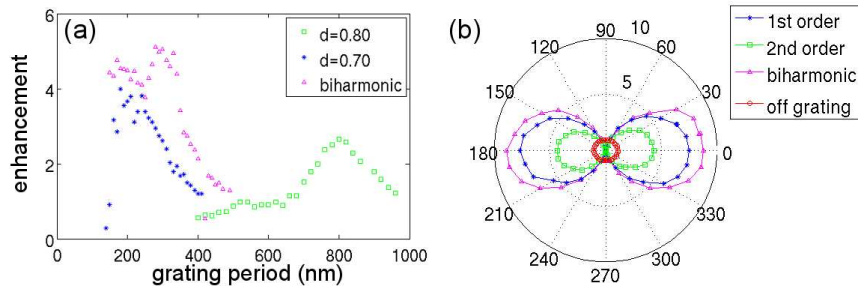 (a)
enhancement
6
4
2
0
d=0.80
d=0.70
biharmonic
0
200
400
600
800
1000
grating period (nm)
(b)
90
10
120
60
5
150
30
180
0
210
330
240
300
270
1st order
2nd order
biharmonic
off grating